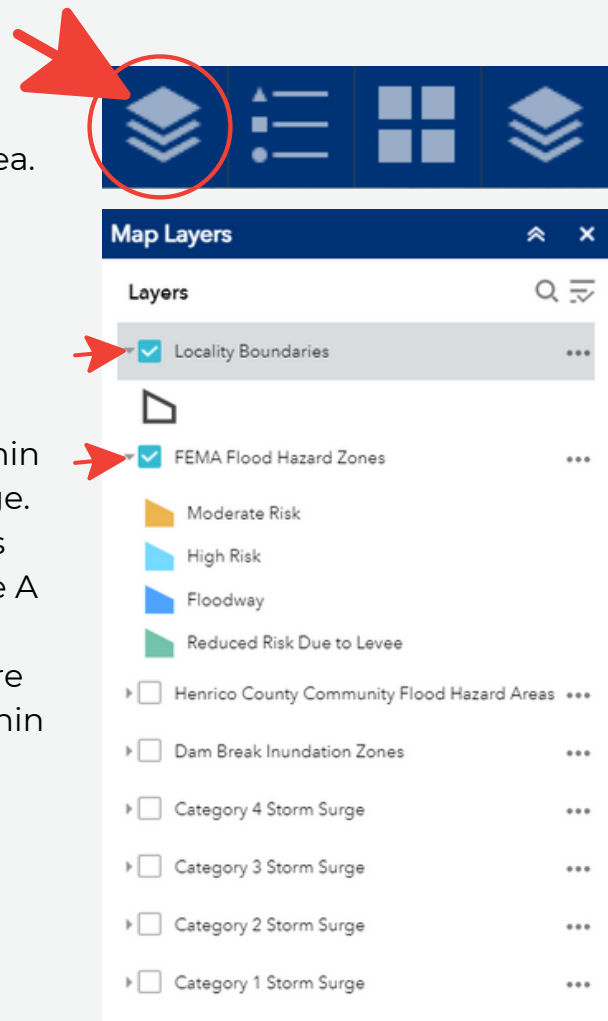 ea.
Map Layers
Layers
Locality Boundaries
hin
FEMA Flood Hazard Zones
ge.
Moderate Risk
s
High Risk
e A
Floodway
Reduced Risk Due to Levee
re
Henrico County Community Flood Hazard Areas
hin
Dam Break Inundation Zones
Category 4 Storm Surge
Category 3 Storm Surge
Category 2 Storm Surge
Category 1 Storm Surge